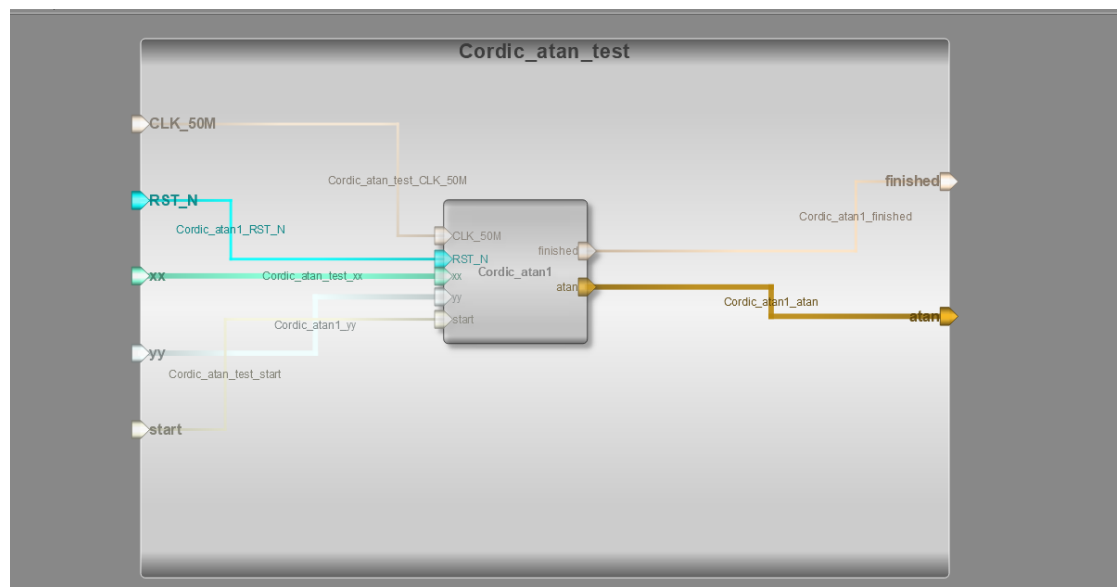 Cordic_atan_test
CLK_50M
Cordic_atan_test_CLK_50M
RST_N
Cordic_atan1_RST_N
xx
Cordic_atan_test_xx
Cordic_atan1_yy
yy
Cordic_atan_test_start
start
CLK_50M
RST_N
xx
yy
start
Cordic_atan1
finished
atan
finished
Cordic_atan1_finished
Cordic_atan1_atan
atan